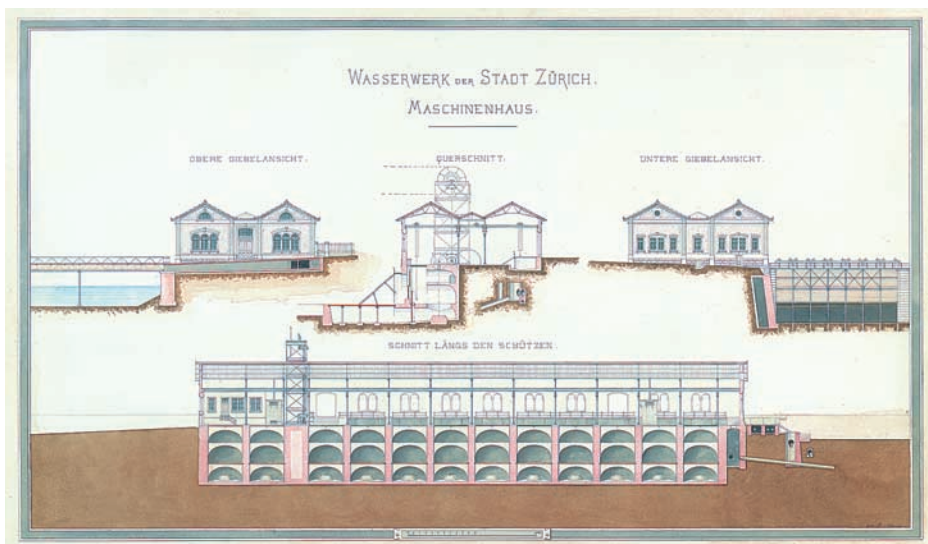 WASSERWERK DER STADT ZÜRICH.
MASCHINENHAUS.
OBERE GIEBELANSICHT.
QUERSCHNITT.
UNTERE GIEBELANSICHT.
SCHNITT LÄNGS DEN SCHÜTZEN.